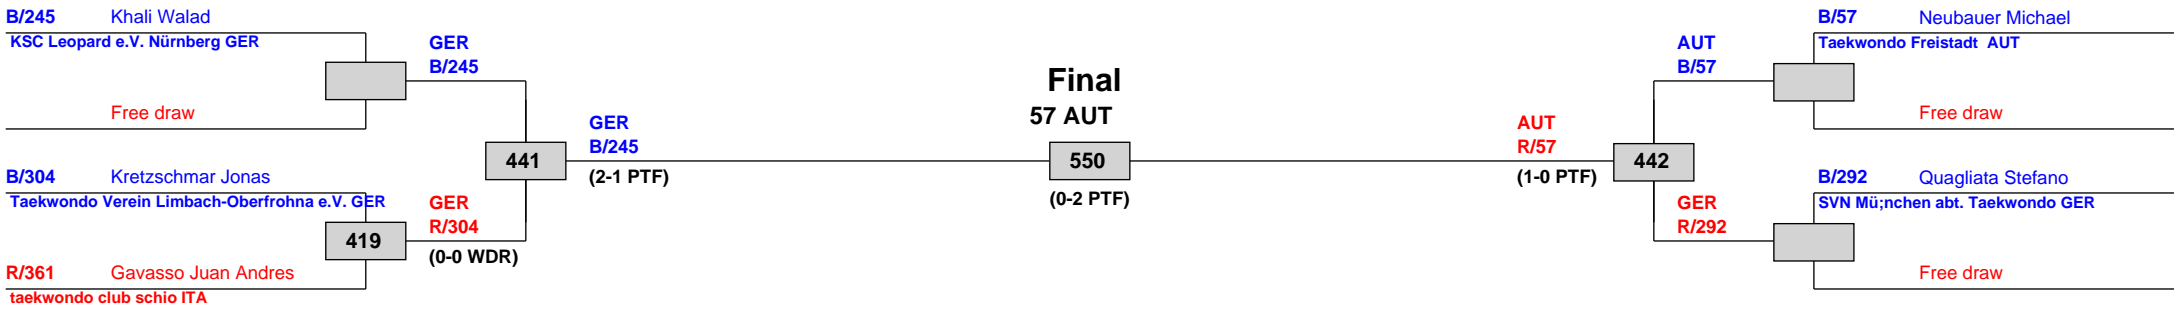 B/245 Khali Walad
KSC Leopard e.V. Nürnberg GER
Free draw
B/304 Kretzschmar Jonas
Taekwondo Verein Limbach-Oberfrohna e.V. GER
419
R/361 Gavasso Juan Andres
taekwondo club schio ITA
GER
B/245
441
GER
R/304
(0-0 WDR)
GER
B/245
(2-1 PTF)
Final
57 AUT
550
(0-2 PTF)
AUT
R/57
(1-0 PTF)
442
AUT
B/57
GER
R/292
B/57 Neubauer Michael
Taekwondo Freistadt  AUT
Free draw
B/292 Quagliata Stefano
SVN Mü;nchen abt. Taekwondo GER
Free draw